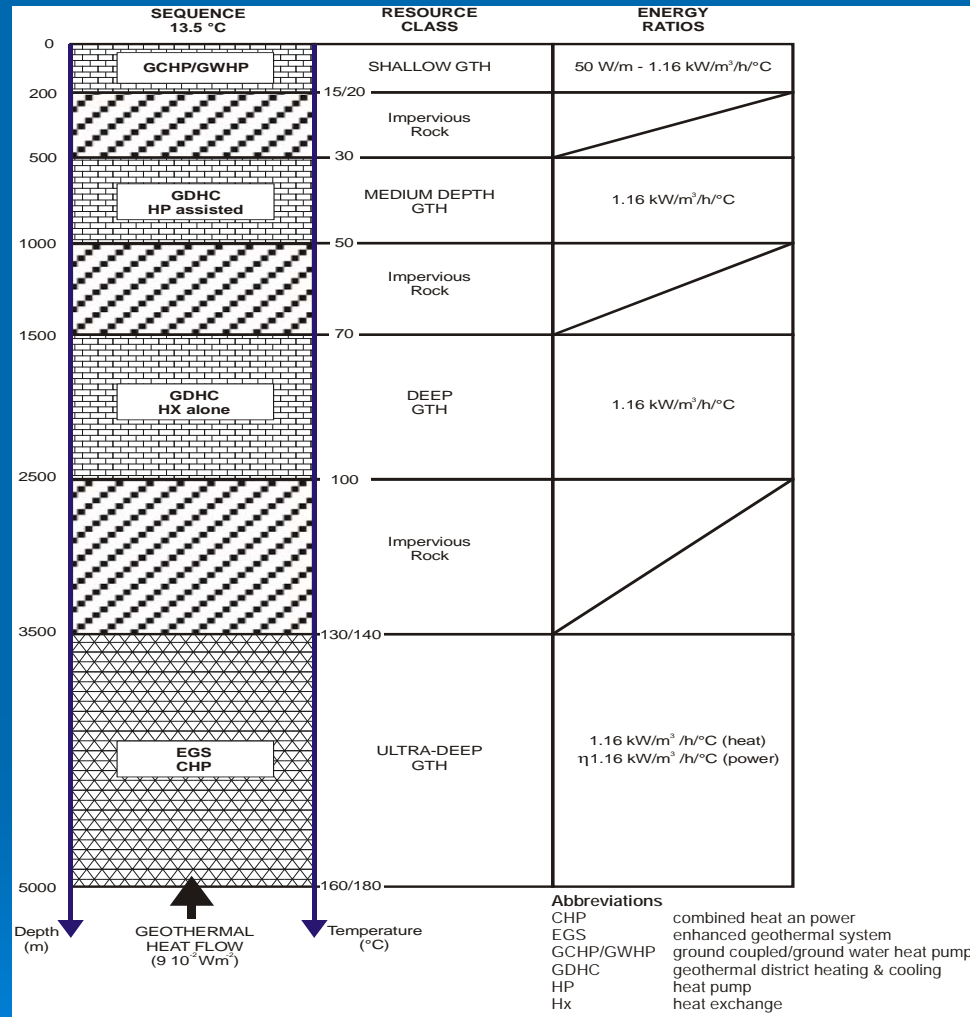 SEQUENCE
13.5 °C
RESOURCE
CLASS
ENERGY
RATIOS
0
GCHP/GWHP
SHALLOW GTH
50 W/m - 1.16 kW/m³/h/°C
200
15/20
Impervious
Rock
500
30
GDHC
HP assisted
MEDIUM DEPTH
GTH
1.16 kW/m³/h/°C
1000
50
Impervious
Rock
1500
70
GDHC
HX alone
DEEP
GTH
1.16 kW/m³/h/°C
2500
100
Impervious
Rock
3500
130/140
EGS
CHP
ULTRA-DEEP
GTH
1.16 kW/m³ /h/°C (heat)
η1.16 kW/m³ /h/°C (power)
5000
160/180
Depth
(m)
GEOTHERMAL
HEAT FLOW
(9 10⁻²Wm⁻²)
Temperature
(°C)
Abbreviations
CHP combined heat an power
EGS enhanced geothermal system
GCHP/GWHP ground coupled/ground water heat pump
GDHC geothermal district heating & cooling
HP heat pump
Hx heat exchange